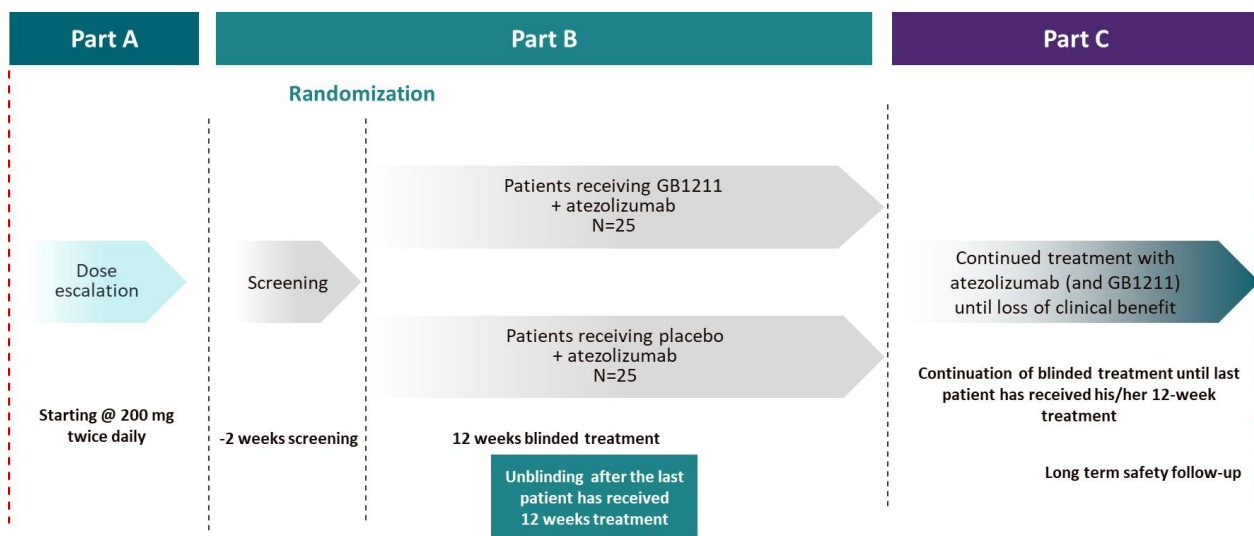 Part A
Part B
Part C
Randomization
Dose
escalation
Starting @ 200 mg
twice daily
Screening
-2 weeks screening
Patients receiving GB1211
+ atezolizumab
N=25
Patients receiving placebo
+ atezolizumab
N=25
12 weeks blinded treatment
Unblinding after the last
patient has received
12 weeks treatment
Continued treatment with
atezolizumab (and GB1211)
until loss of clinical benefit
Continuation of blinded treatment until last
patient has received his/her 12-week
treatment
Long term safety follow-up